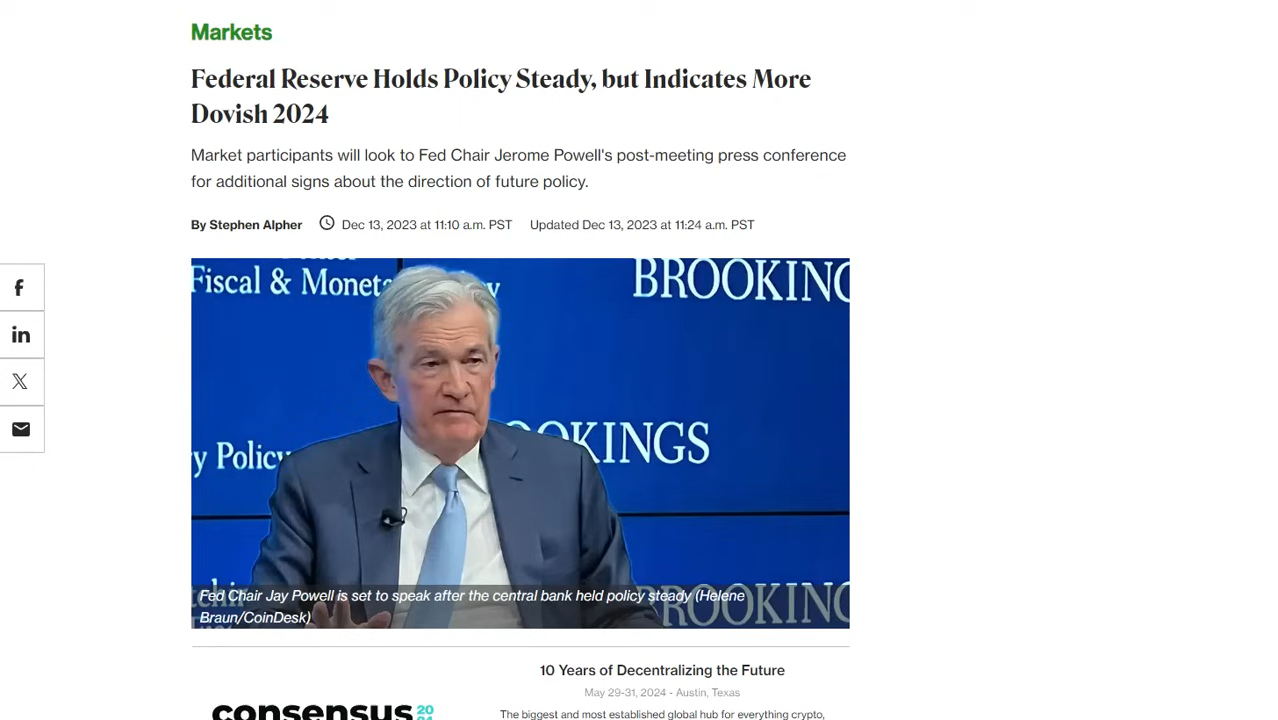 Markets
Federal Reserve Holds Policy Steady, but Indicates More
Dovish 2024
Market participants will look to Fed Chair Jerome Powell's post-meeting press conference
for additional signs about the direction of future policy.
By Stephen Alpher Dec 13, 2023 at 11:10 a.m. PST Updated Dec 13, 2023 at 11:24 a.m. PST
f
in
X
Fiscal & Moneta
y
BROOKING
y Policy
OOKINGS
BROOKING
Fed Chair Jay Powell is set to speak after the central bank held policy steady (Helene
Braun/CoinDesk)
10 Years of Decentralizing the Future
May 29-31, 2024 - Austin, Texas
consensus 20
The biggest and most established global hub for everything crypto,